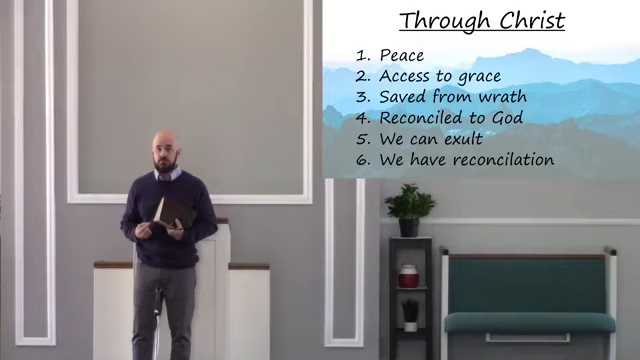 Through Christ
1. Peace
2. Access to grace
3. Saved from wrath
4. Reconciled to God
5. We can exult
6. We have reconcilation